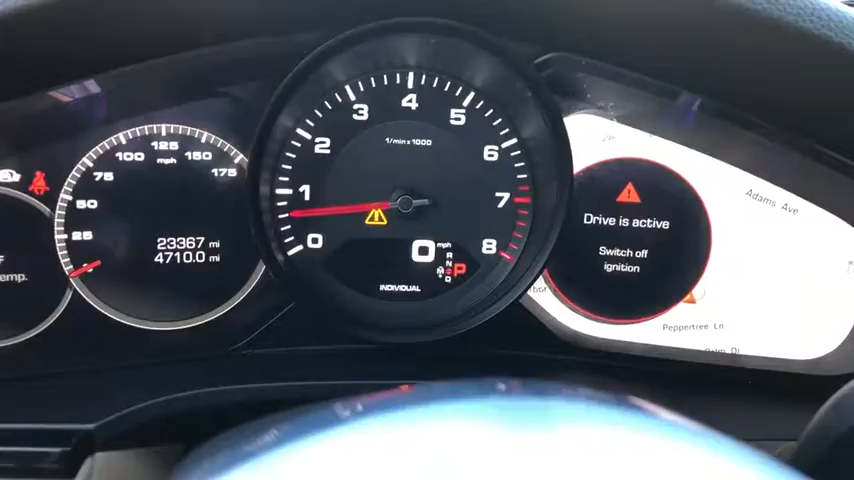 25
50
75
100
125
150
175
mph
23367 mi
4710.0 mi
0
1
2
3
4
5
6
7
8
1/min x 1000
0 mph
R
N
M
D
P
INDIVIDUAL
Drive is active
Switch off
ignition
Adams Ave
Peppertree Ln
emp.